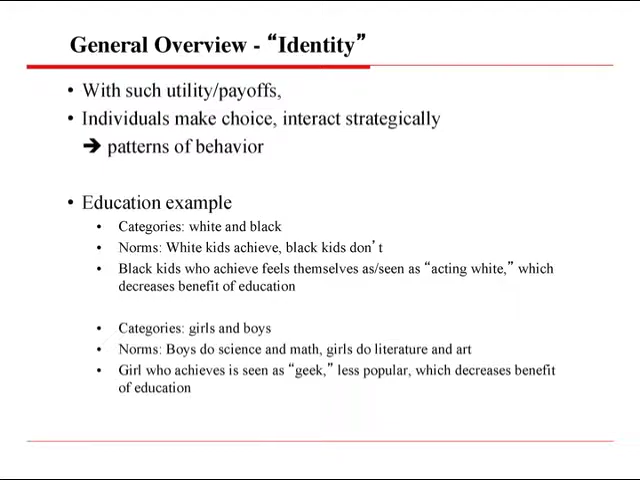 General Overview - “Identity”
• With such utility/payoffs,
• Individuals make choice, interact strategically
➔ patterns of behavior
• Education example
• Categories: white and black
• Norms: White kids achieve, black kids don’t
• Black kids who achieve feels themselves as/seen as “acting white,” which
decreases benefit of education
• Categories: girls and boys
• Norms: Boys do science and math, girls do literature and art
• Girl who achieves is seen as “geek,” less popular, which decreases benefit
of education